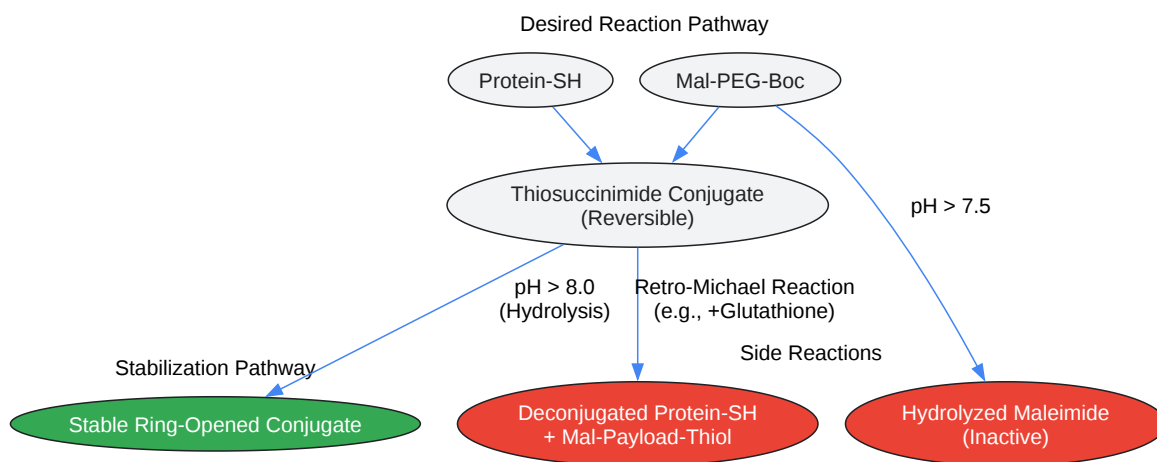 Desired Reaction Pathway
Protein-SH
Mal-PEG-Boc
Thiosuccinimide Conjugate
(Reversible)
pH > 7.5
pH > 8.0
(Hydrolysis)
Retro-Michael Reaction
(e.g., +Glutathione)
Side Reactions
Stabilization Pathway
Stable Ring-Opened Conjugate
Deconjugated Protein-SH
+ Mal-Payload-Thiol
Hydrolyzed Maleimide
(Inactive)